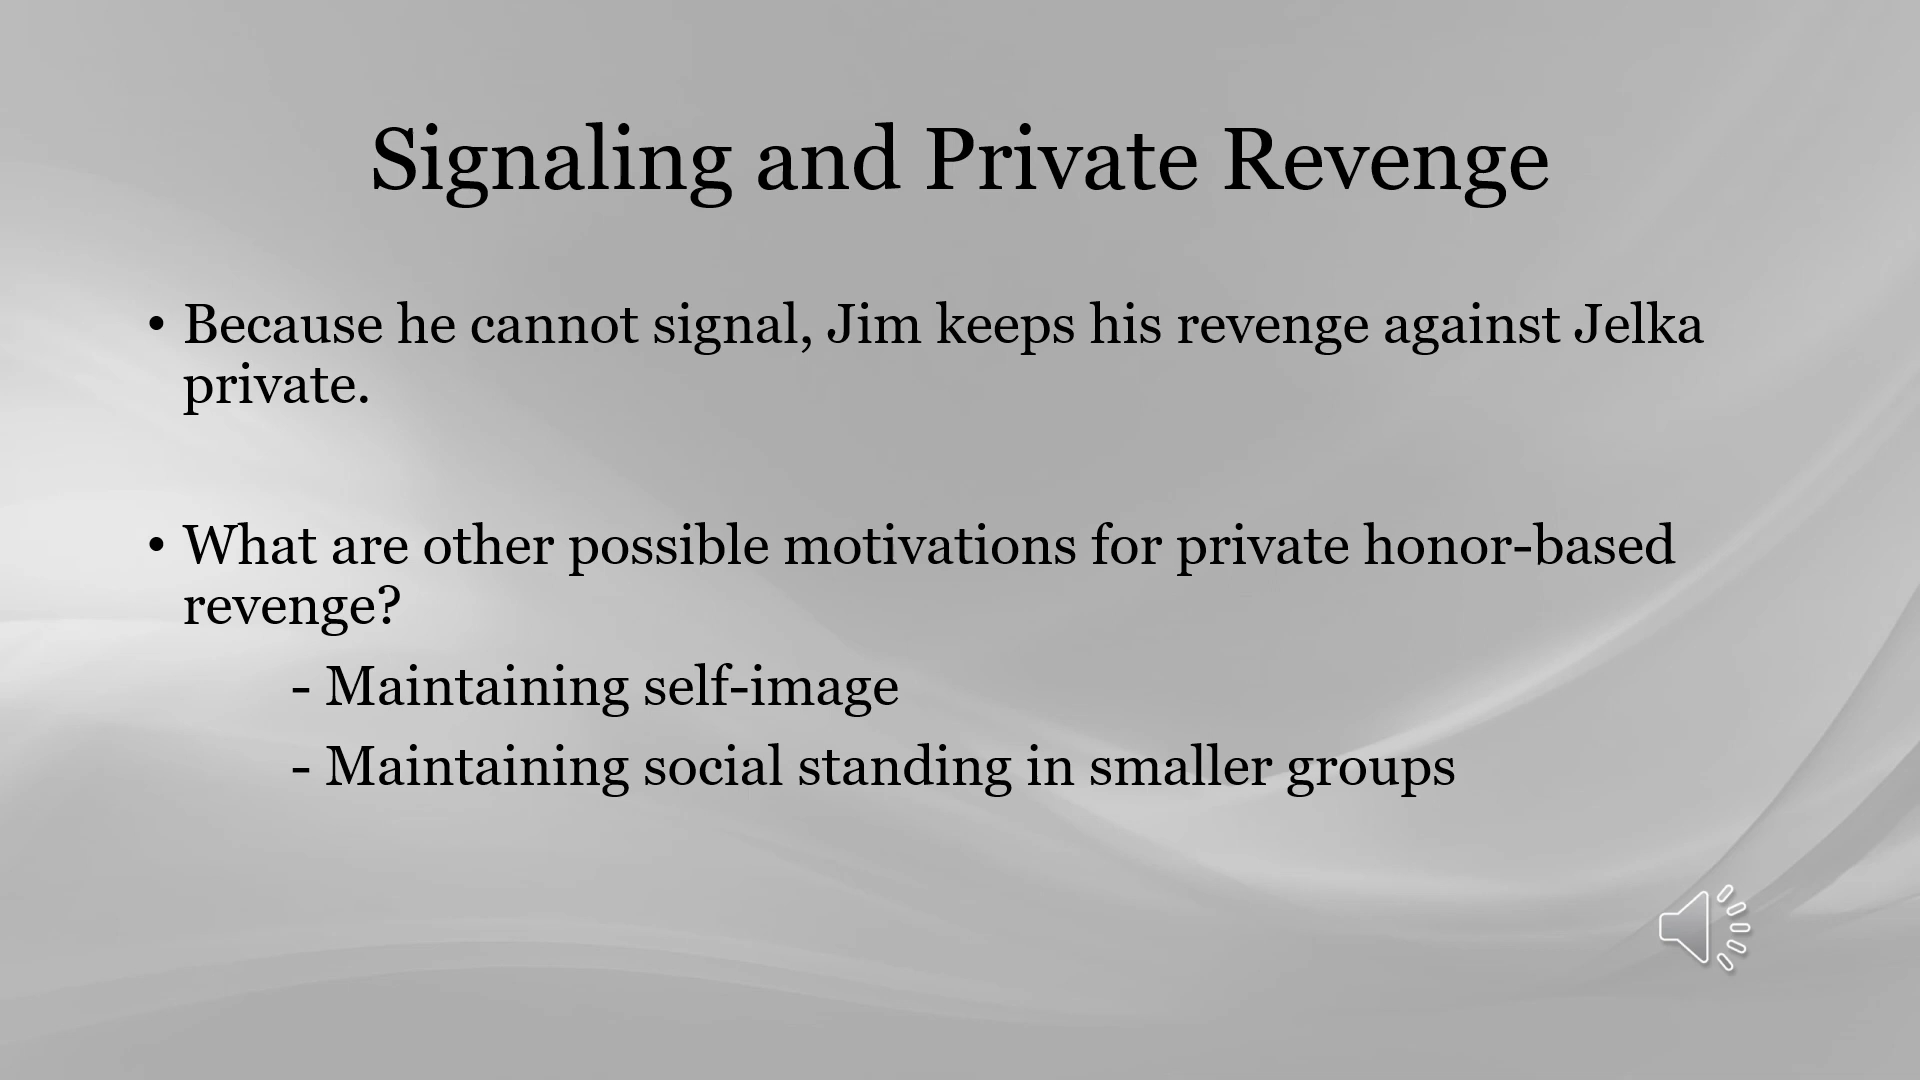 Signaling and Private Revenge
• Because he cannot signal, Jim keeps his revenge against Jelka
private.
• What are other possible motivations for private honor-based
revenge?
- Maintaining self-image
- Maintaining social standing in smaller groups